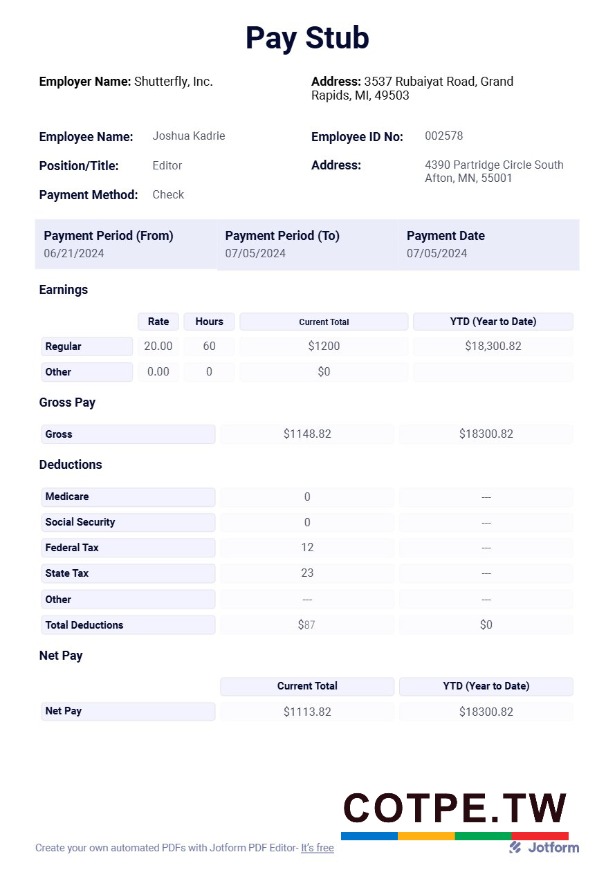 Pay Stub
Employer Name: Shutterfly, Inc.
Address: 3537 Rubaiyat Road, Grand
Rapids, MI, 49503
Employee Name: Joshua Kadrie
Employee ID No: 002578
Position/Title: Editor
Address: 4390 Partridge Circle South
Afton, MN, 55001
Payment Method: Check
Payment Period (From) Payment Period (To) Payment Date
06/21/2024 07/05/2024 07/05/2024
Earnings
Rate Hours Current Total YTD (Year to Date)
Regular 20.00 60 $1200 $18,300.82
Other 0.00 0 $0
Gross Pay
Gross $1148.82 $18300.82
Deductions
Medicare 0 ---
Social Security 0 ---
Federal Tax 12 ---
State Tax 23 ---
Other --- ---
Total Deductions $87 $0
Net Pay
Current Total YTD (Year to Date)
Net Pay $1113.82 $18300.82
COTPE.TW
Create your own automated PDFs with Jotform PDF Editor- It's free
Jotform